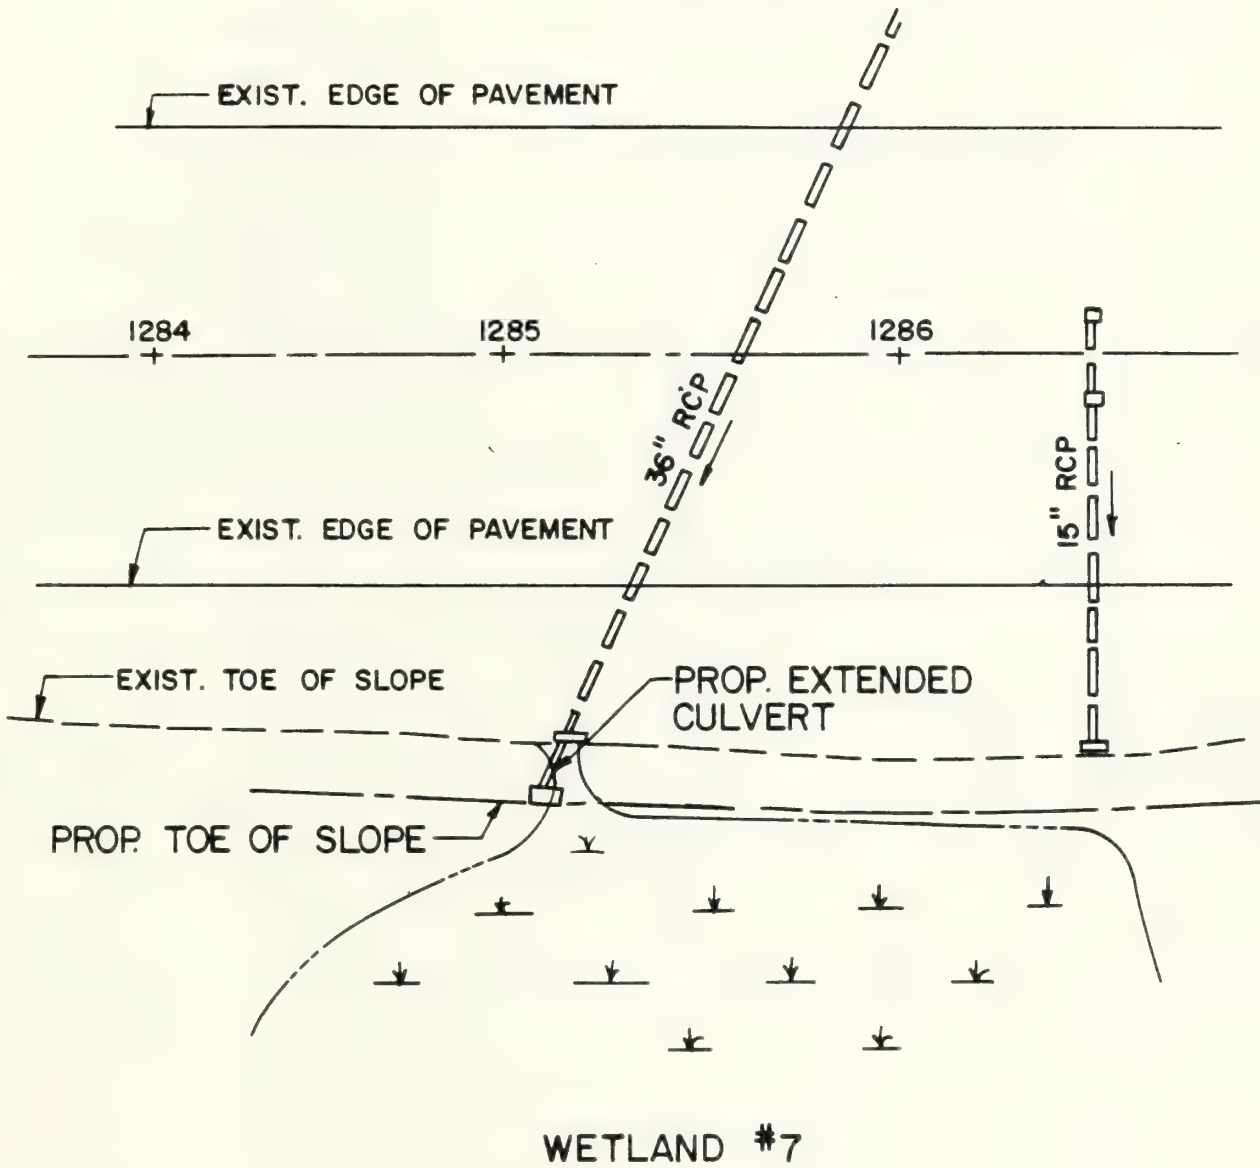 EXIST. EDGE OF PAVEMENT
1284
1285
1286
36" RCP
15" RCP
EXIST. EDGE OF PAVEMENT
EXIST. TOE OF SLOPE
PROP. EXTENDED
CULVERT
PROP. TOE OF SLOPE
WETLAND #7